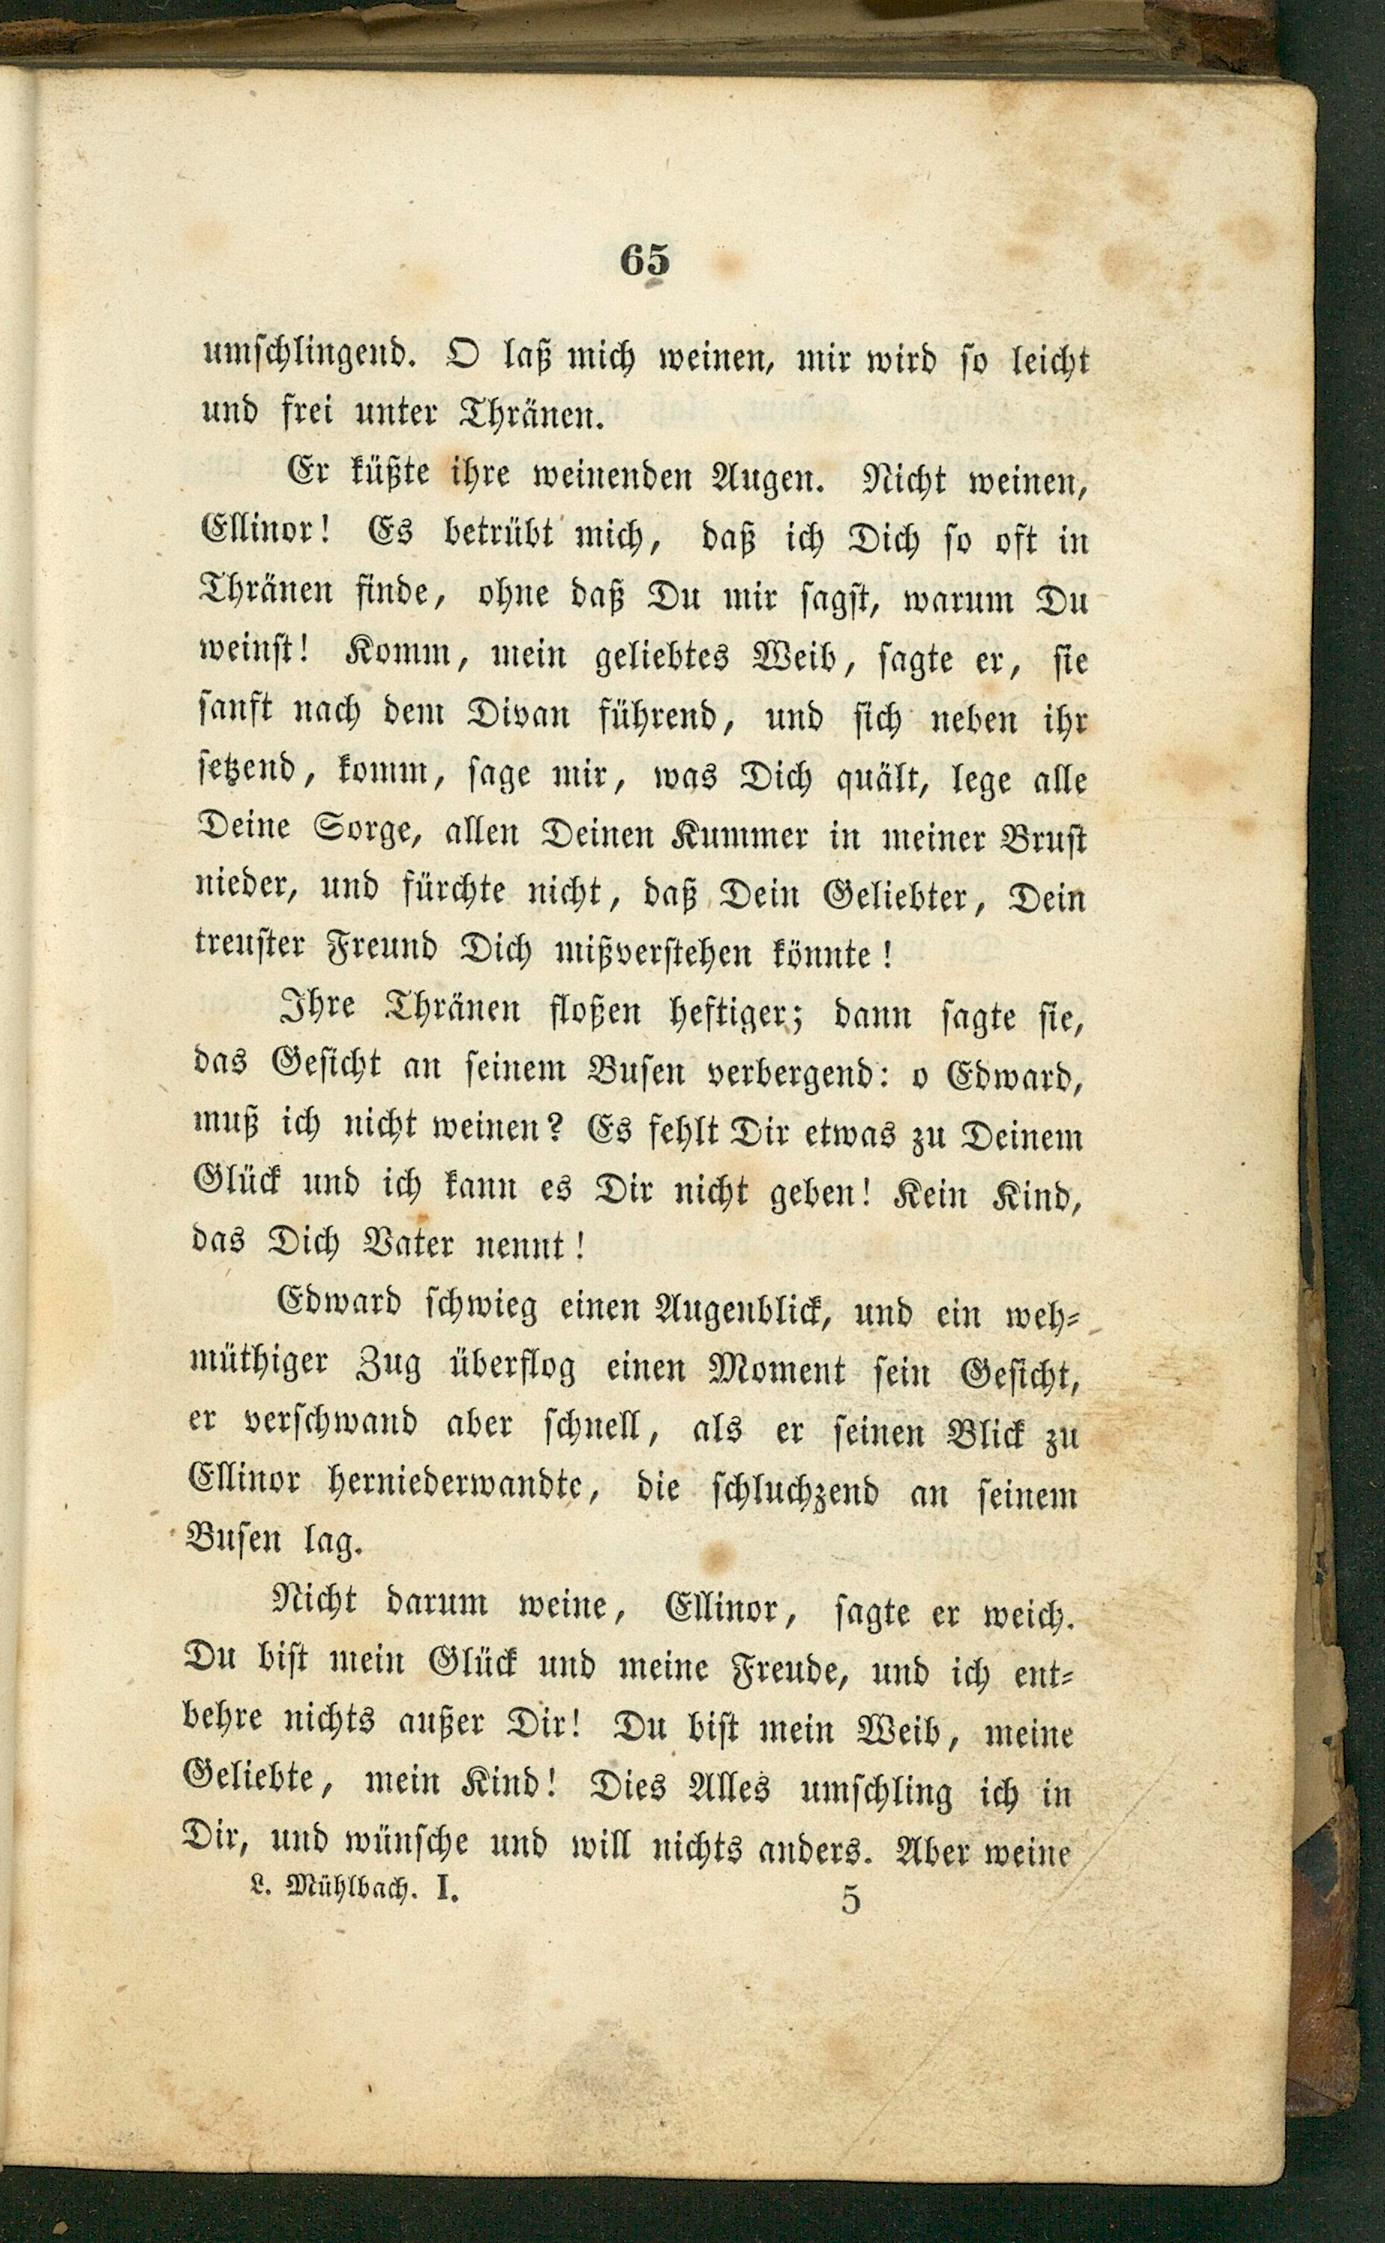 65
umschlingend. O laß mich weinen, mir wird so leicht
und frei unter Thränen.
Er küßte ihre weinenden Augen. Nicht weinen,
Ellinor! Es betrübt mich, daß ich Dich so oft in
Thränen finde, ohne daß Du mir sagst, warum Du
weinst! Komm, mein geliebtes Weib, sagte er, sie
sanft nach dem Divan führend, und sich neben ihr
setzend, komm, sage mir, was Dich quält, lege alle
Deine Sorge, allen Deinen Kummer in meiner Brust
nieder, und fürchte nicht, daß Dein Geliebter, Dein
treuster Freund Dich mißverstehen könnte!
Ihre Thränen floßen heftiger; dann sagte sie,
das Gesicht an seinem Busen verbergend: o Edward,
muß ich nicht weinen? Es fehlt Dir etwas zu Deinem
Glück und ich kann es Dir nicht geben! Kein Kind,
das Dich Vater nennt!
Edward schwieg einen Augenblick, und ein weh-
müthiger Zug überflog einen Moment sein Gesicht,
er verschwand aber schnell, als er seinen Blick zu
Ellinor herniederwandte, die schluchzend an seinem
Busen lag.
Nicht darum weine, Ellinor, sagte er weich.
Du bist mein Glück und meine Freude, und ich ent-
behre nichts außer Dir! Du bist mein Weib, meine
Geliebte, mein Kind! Dies Alles umschling ich in
Dir, und wünsche und will nichts anders. Aber weine
L. Mühlbach. I. 5